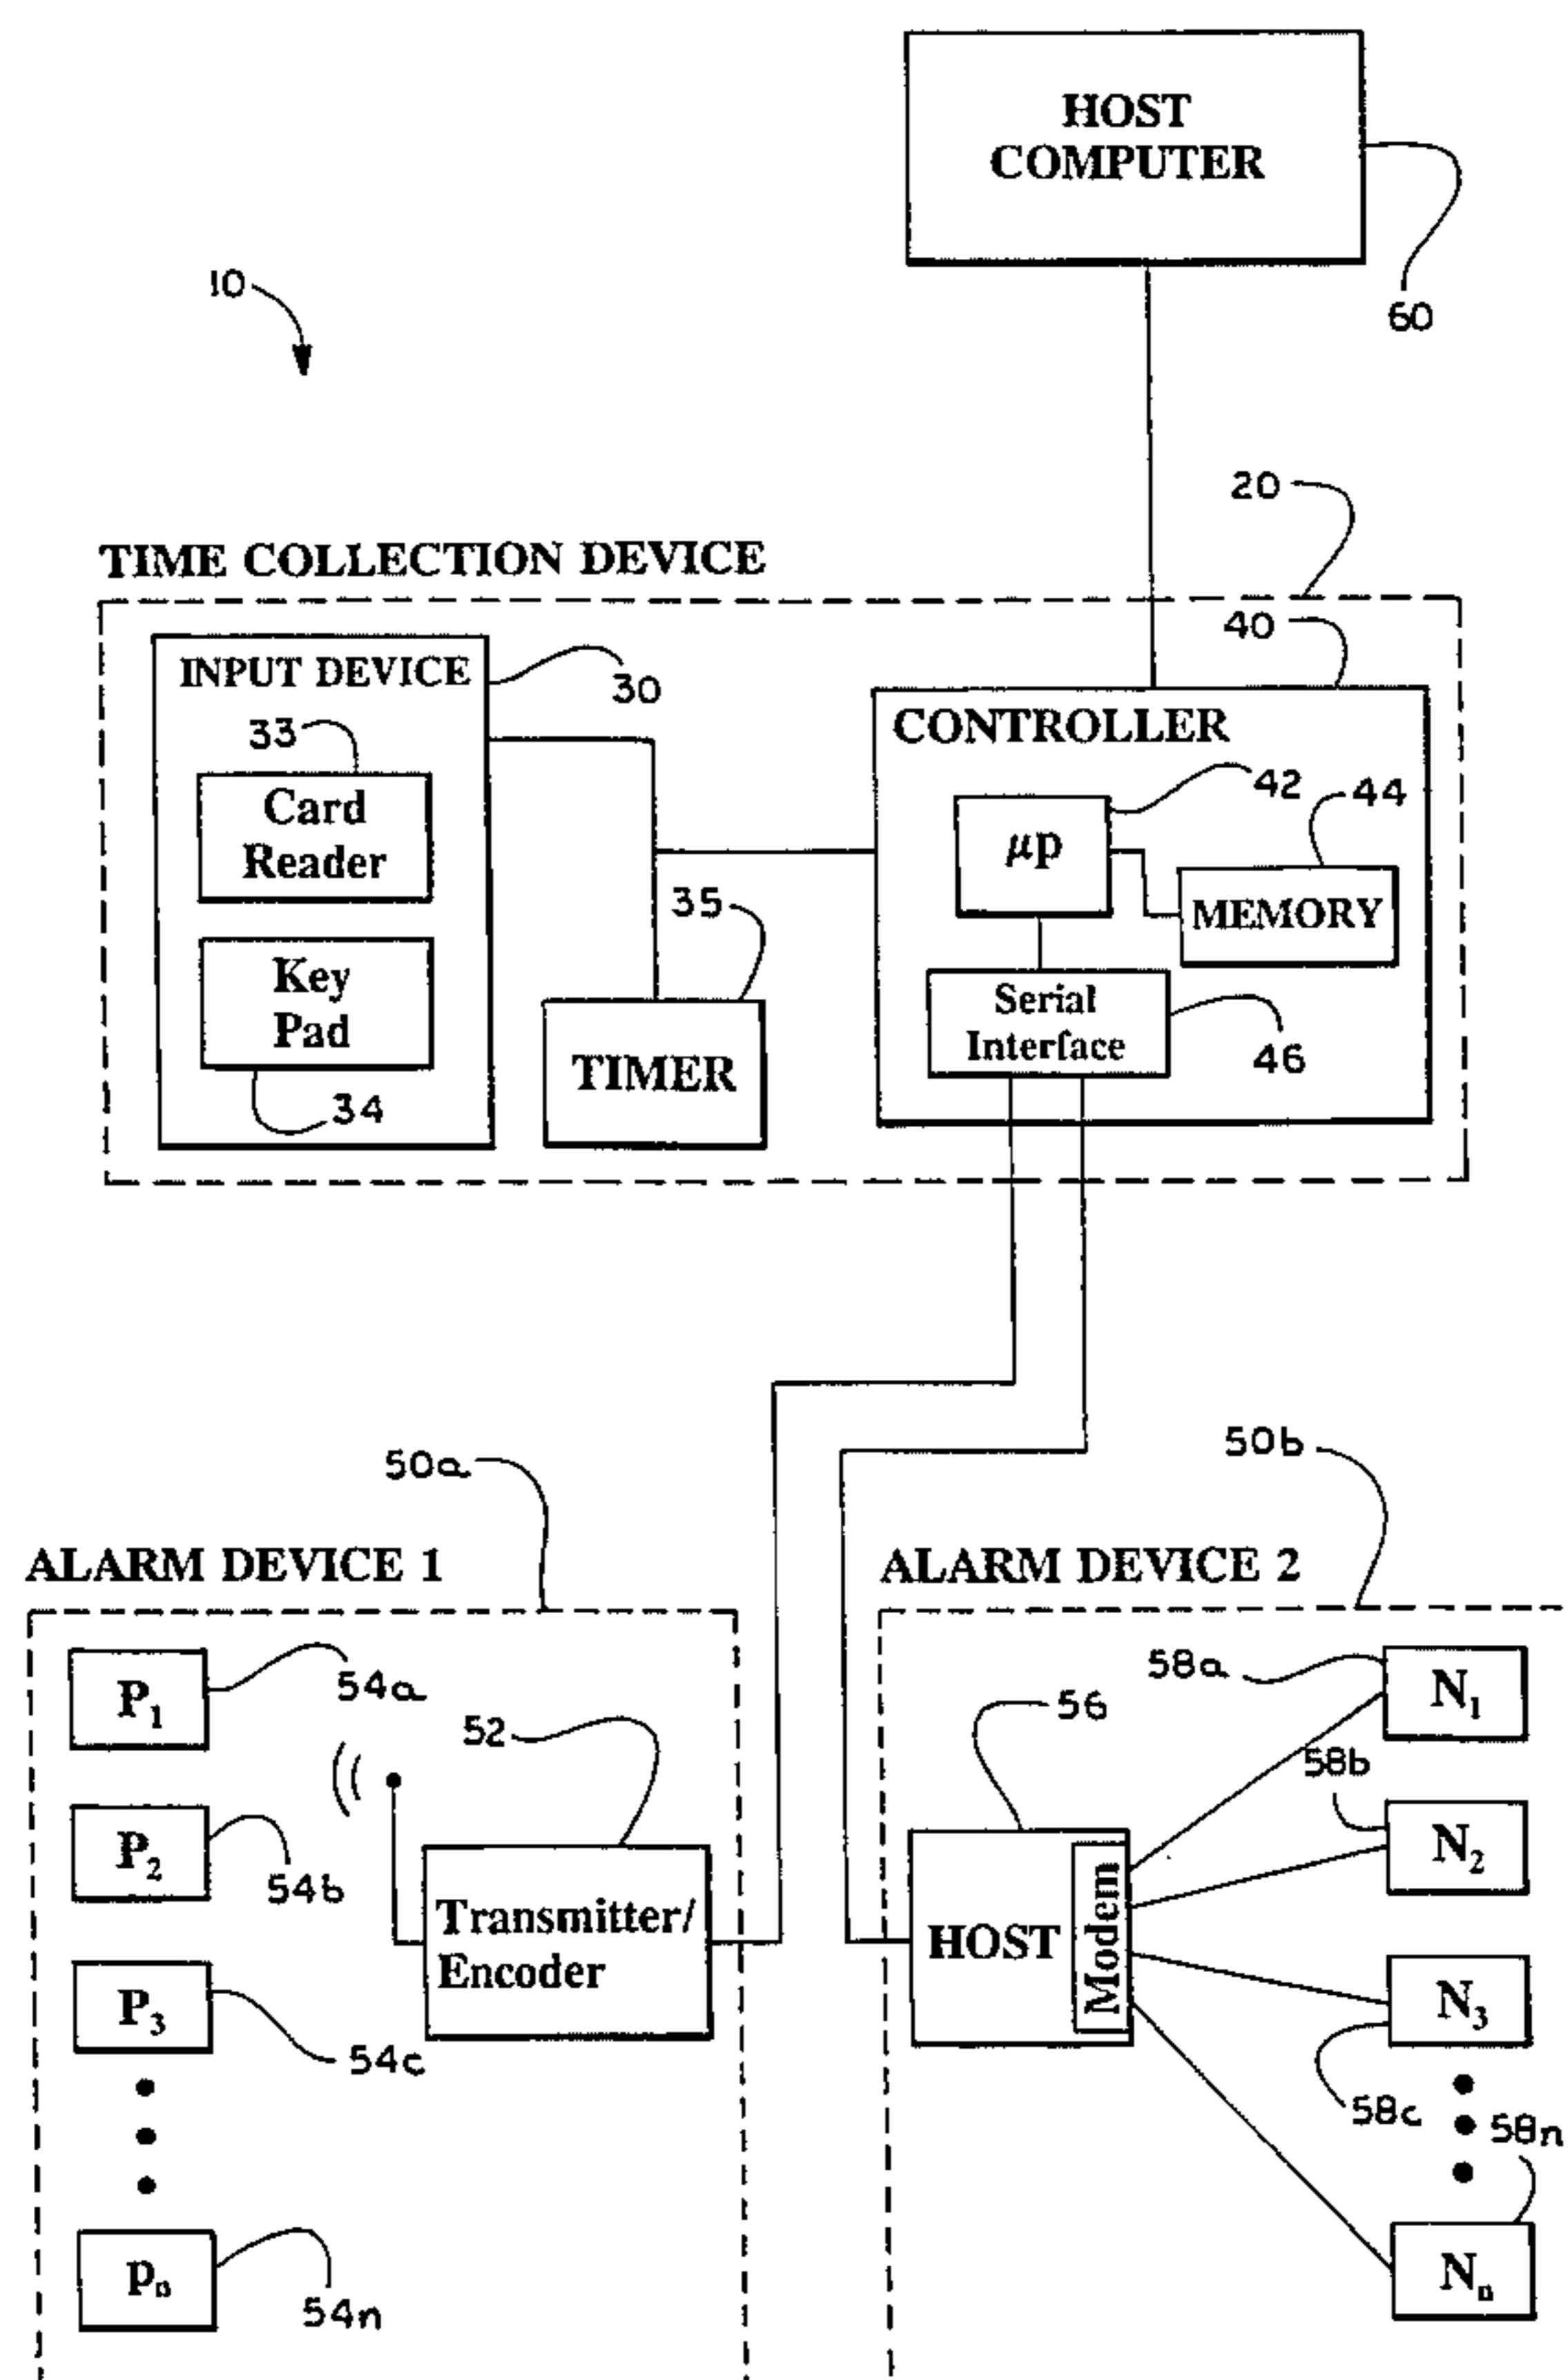 HOST
COMPUTER
60
10
20
TIME COLLECTION DEVICE
40
INPUT DEVICE
30
33
Card
Reader
Key
Pad
34
35
TIMER
CONTROLLER
42
44
μp
MEMORY
Serial
Interface
46
50a
50b
ALARM DEVICE 1
P1
54a
52
P2
54b
Transmitter/
Encoder
P3
54c
pn
54n
ALARM DEVICE 2
58a
N1
56
58b
N2
HOST
Modem
N3
58c
58n
Nn